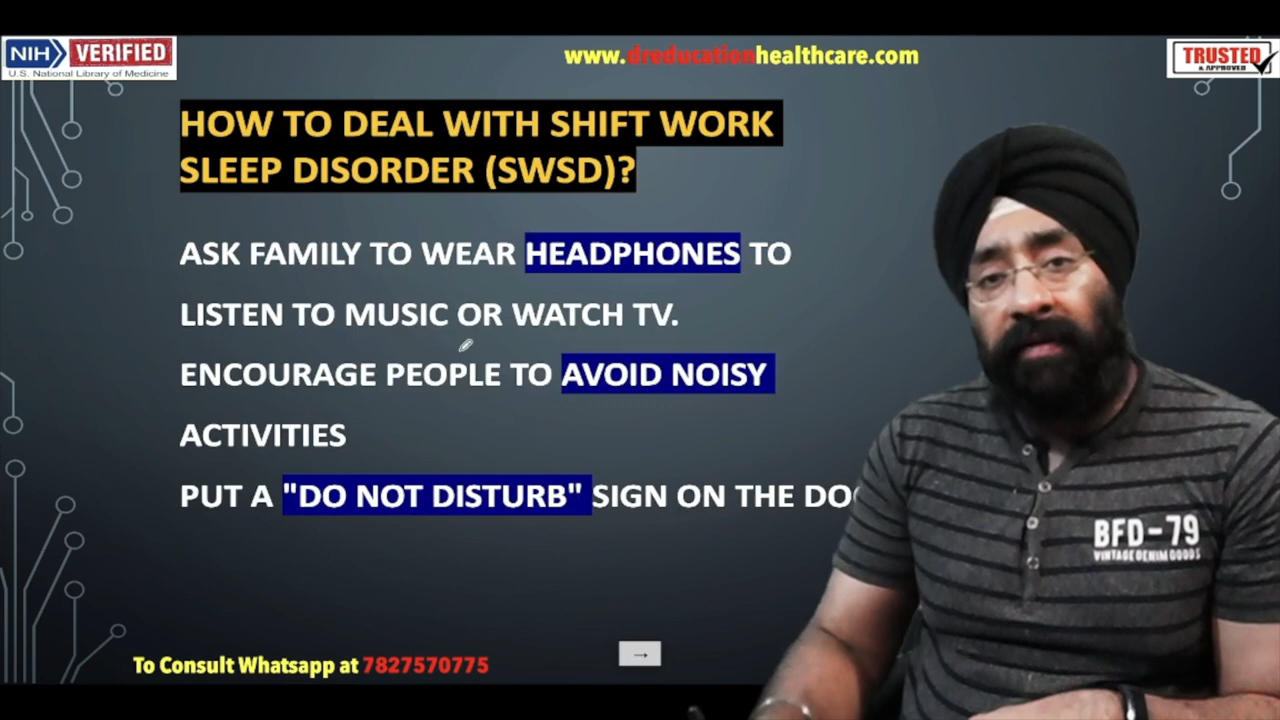 NIH VERIFIED
U.S. National Library of Medicine
www.dreducationhealthcare.com
TRUSTED
& APPROVED
HOW TO DEAL WITH SHIFT WORK
SLEEP DISORDER (SWSD)?
ASK FAMILY TO WEAR HEADPHONES TO
LISTEN TO MUSIC OR WATCH TV.
ENCOURAGE PEOPLE TO AVOID NOISY
ACTIVITIES
PUT A "DO NOT DISTURB" SIGN ON THE
BFD-79
VINTAGE DENIM GOODS
To Consult Whatsapp at 7827570775
→